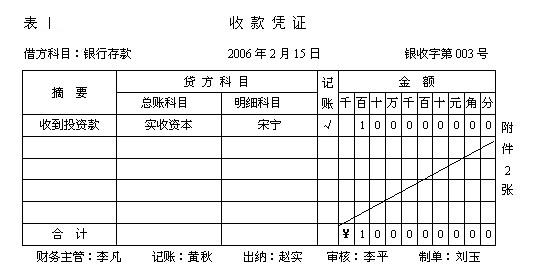 表 1 收 款 凭 证
借方科目：银行存款 2006 年 2 月 15 日 银收字第 003 号
摘 要 贷 方 科 目 记账 金 额
总账科目 明细科目 千 百 十 万 千 百 十 元 角 分
收到投资款 实收资本 宋宁 √ 1 0 0 0 0 0 0 0 0
附件 2 张
合 计 ¥ 1 0 0 0 0 0 0 0 0
财务主管：李凡 记账：黄秋 出纳：赵实 审核：李平 制单：刘玉